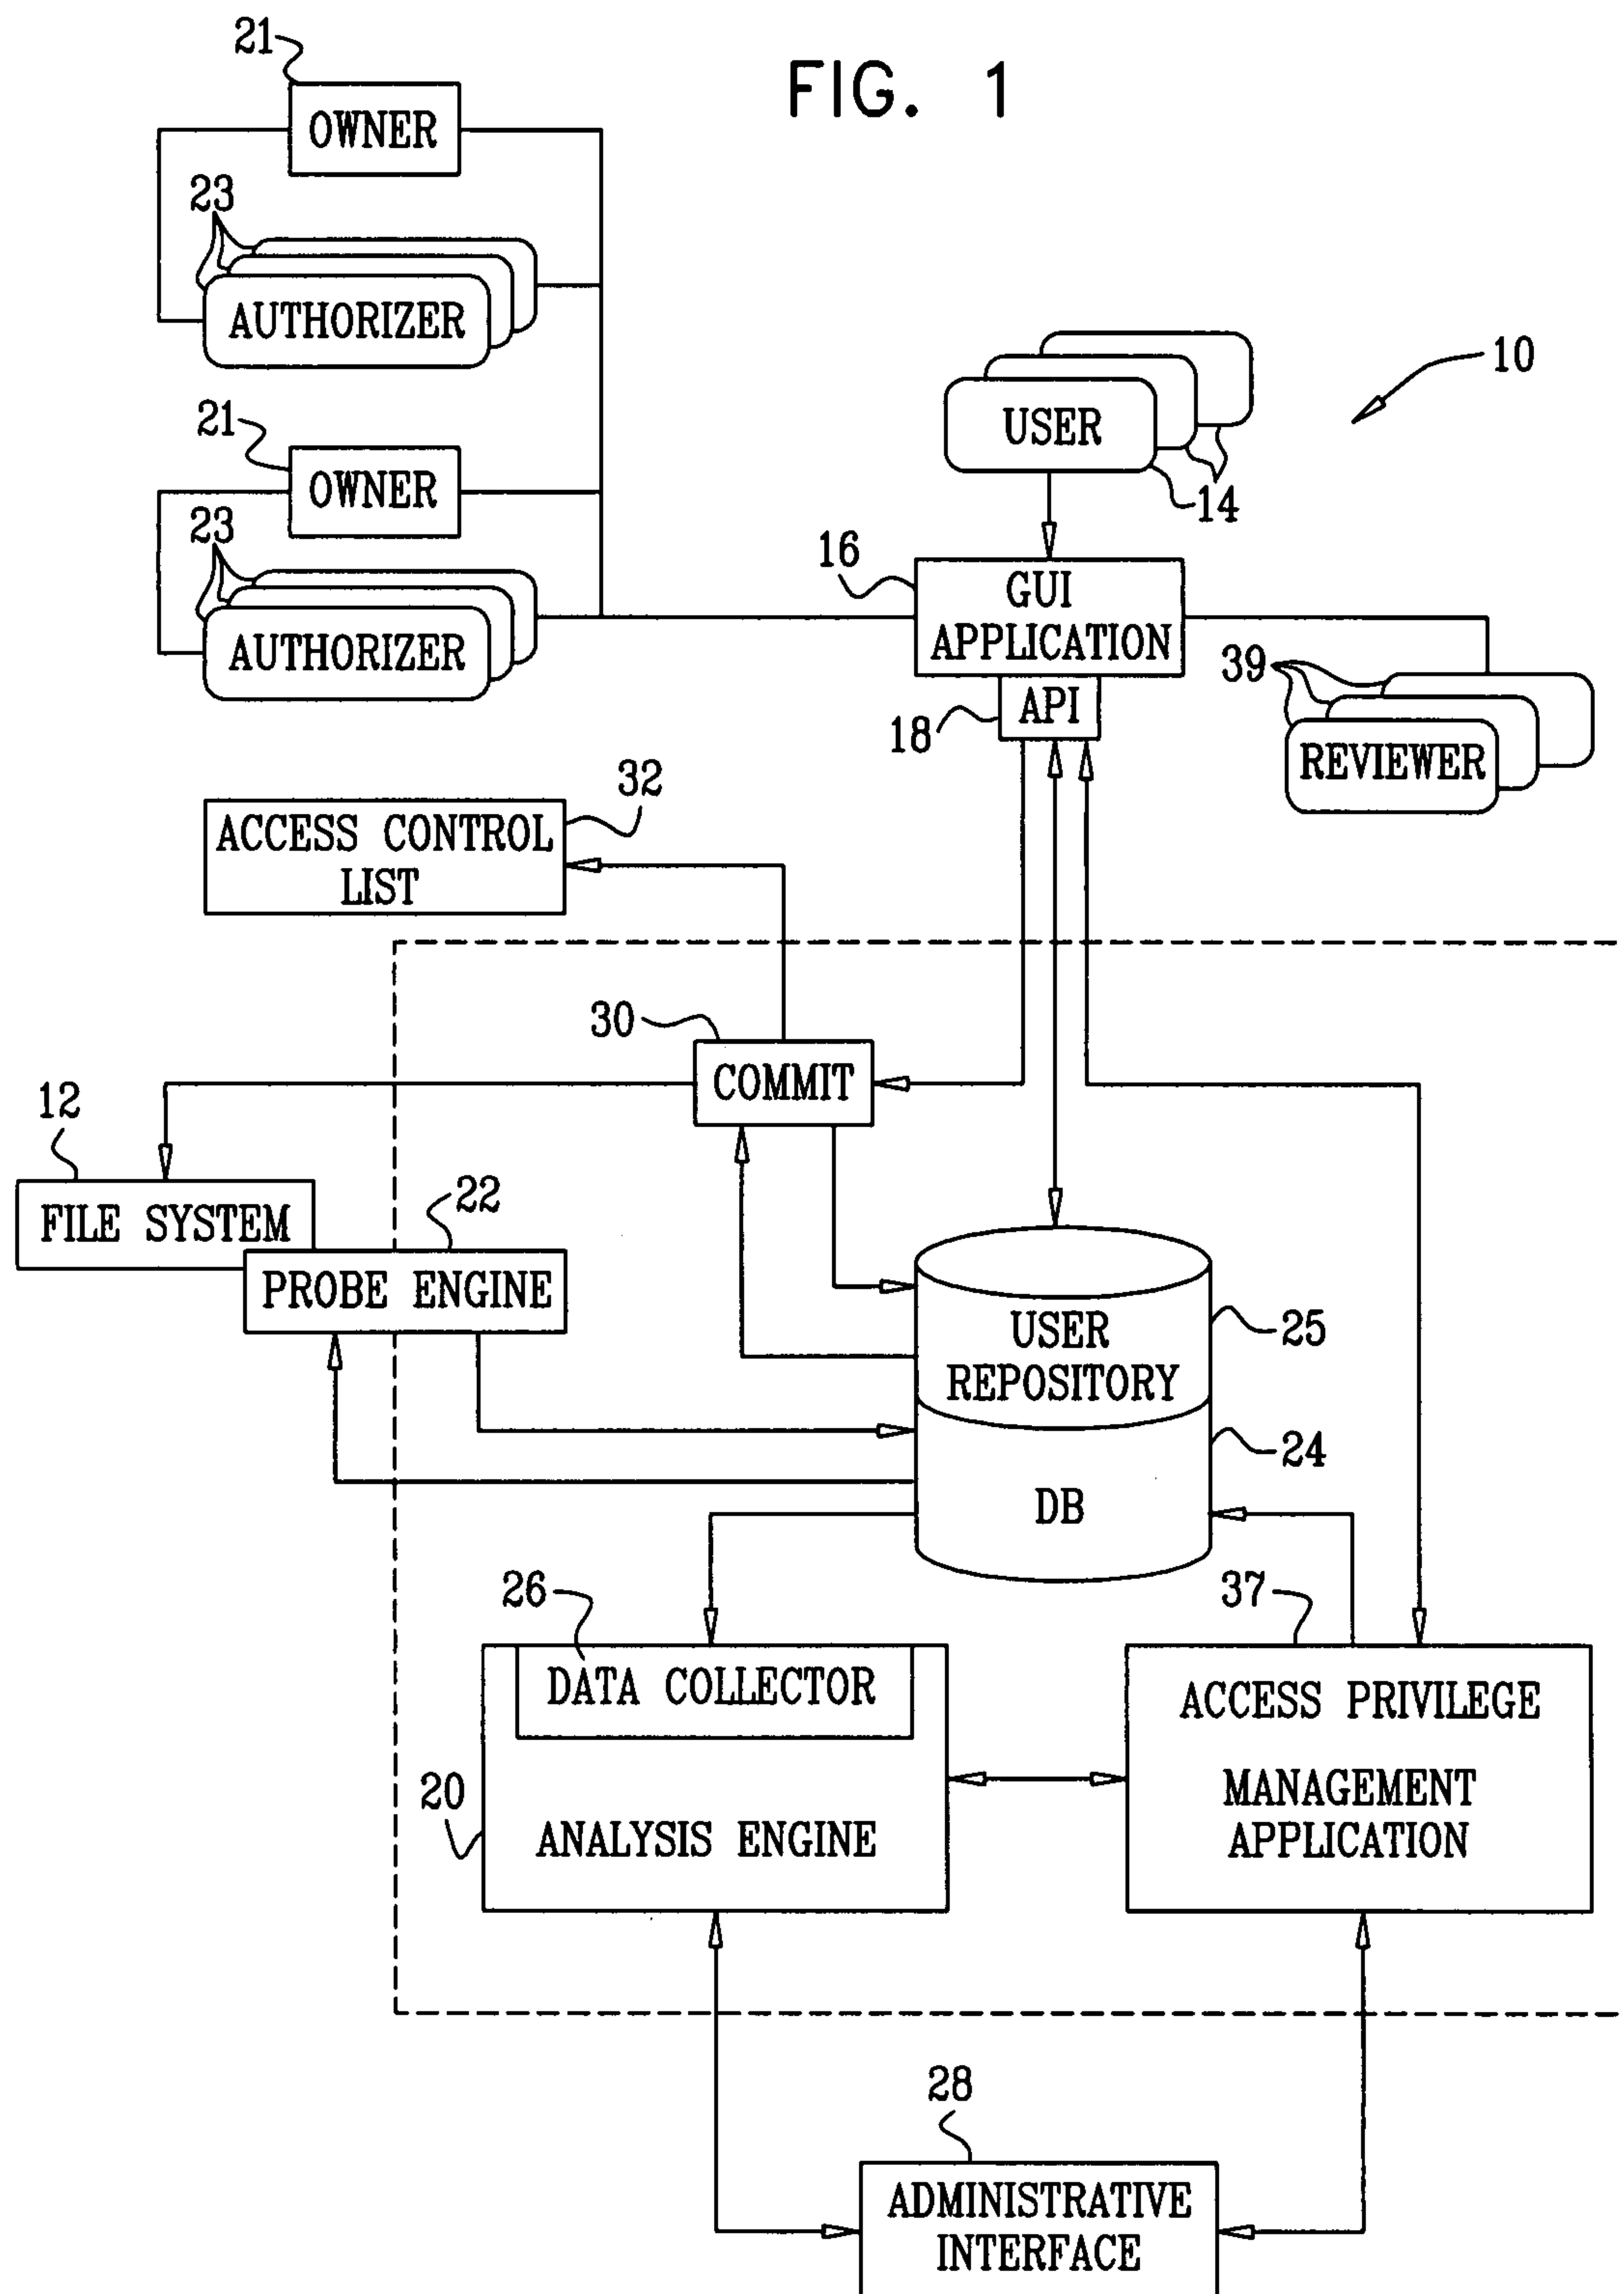 FIG. 1
21
OWNER
23
AUTHORIZER
10
USER
14
21
OWNER
23
AUTHORIZER
16
GUI
APPLICATION
18
API
39
REVIEWER
32
ACCESS CONTROL
LIST
30
COMMIT
12
FILE SYSTEM
22
PROBE ENGINE
USER
REPOSITORY
25
24
DB
26
DATA COLLECTOR
20
ANALYSIS ENGINE
37
ACCESS PRIVILEGE
MANAGEMENT
APPLICATION
28
ADMINISTRATIVE
INTERFACE